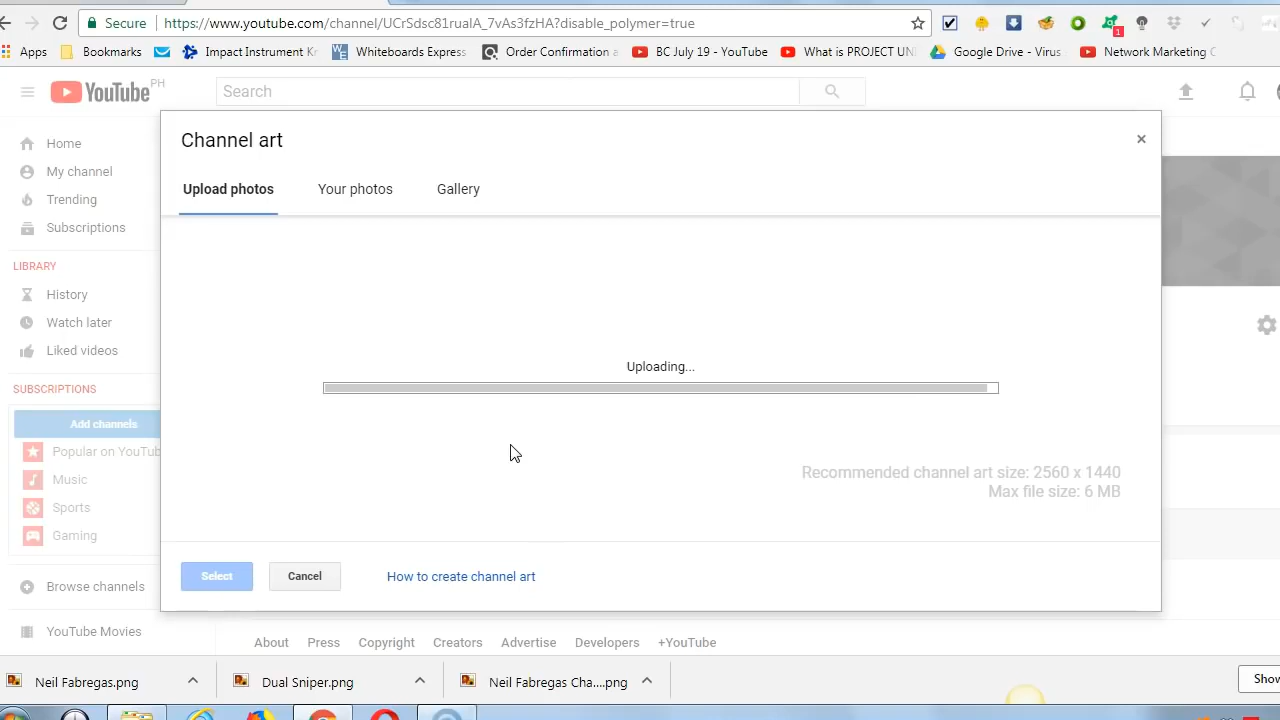 Secure https://www.youtube.com/channel/UCrSdsc81rualA_7vAs3fzHA?disable_polymer=true
1
Apps Bookmarks Impact Instrument Kr Whiteboards Express Order Confirmation a BC July 19 - YouTube What is PROJECT UNI Google Drive - Virus Network Marketing C
YouTube PH
Search
Channel art
Upload photos Your photos Gallery
Home
My channel
Trending
Subscriptions
LIBRARY
History
Watch later
Liked videos
SUBSCRIPTIONS
Add channels
Popular on YouTub
Music
Sports
Gaming
Browse channels
YouTube Movies
Uploading...
Recommended channel art size: 2560 x 1440
Max file size: 6 MB
Select Cancel How to create channel art
About Press Copyright Creators Advertise Developers +YouTube
Neil Fabregas.png Dual Sniper.png Neil Fabregas Cha....png Show